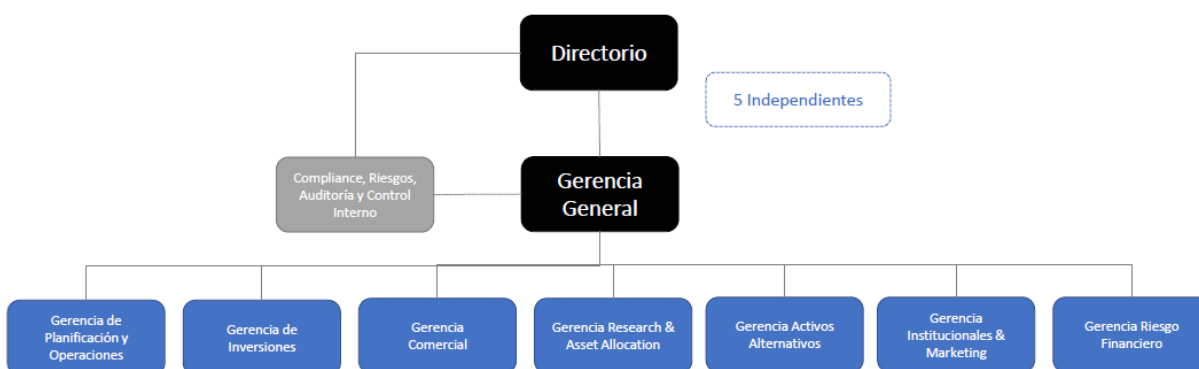 Directorio
5 Independientes
Compliance, Riesgos,
Auditoría y Control
Interno
Gerencia
General
Gerencia de
Planificación y
Operaciones
Gerencia de
Inversiones
Gerencia
Comercial
Gerencia Research &
Asset Allocation
Gerencia Activos
Alternativos
Gerencia
Institucionales &
Marketing
Gerencia Riesgo
Financiero